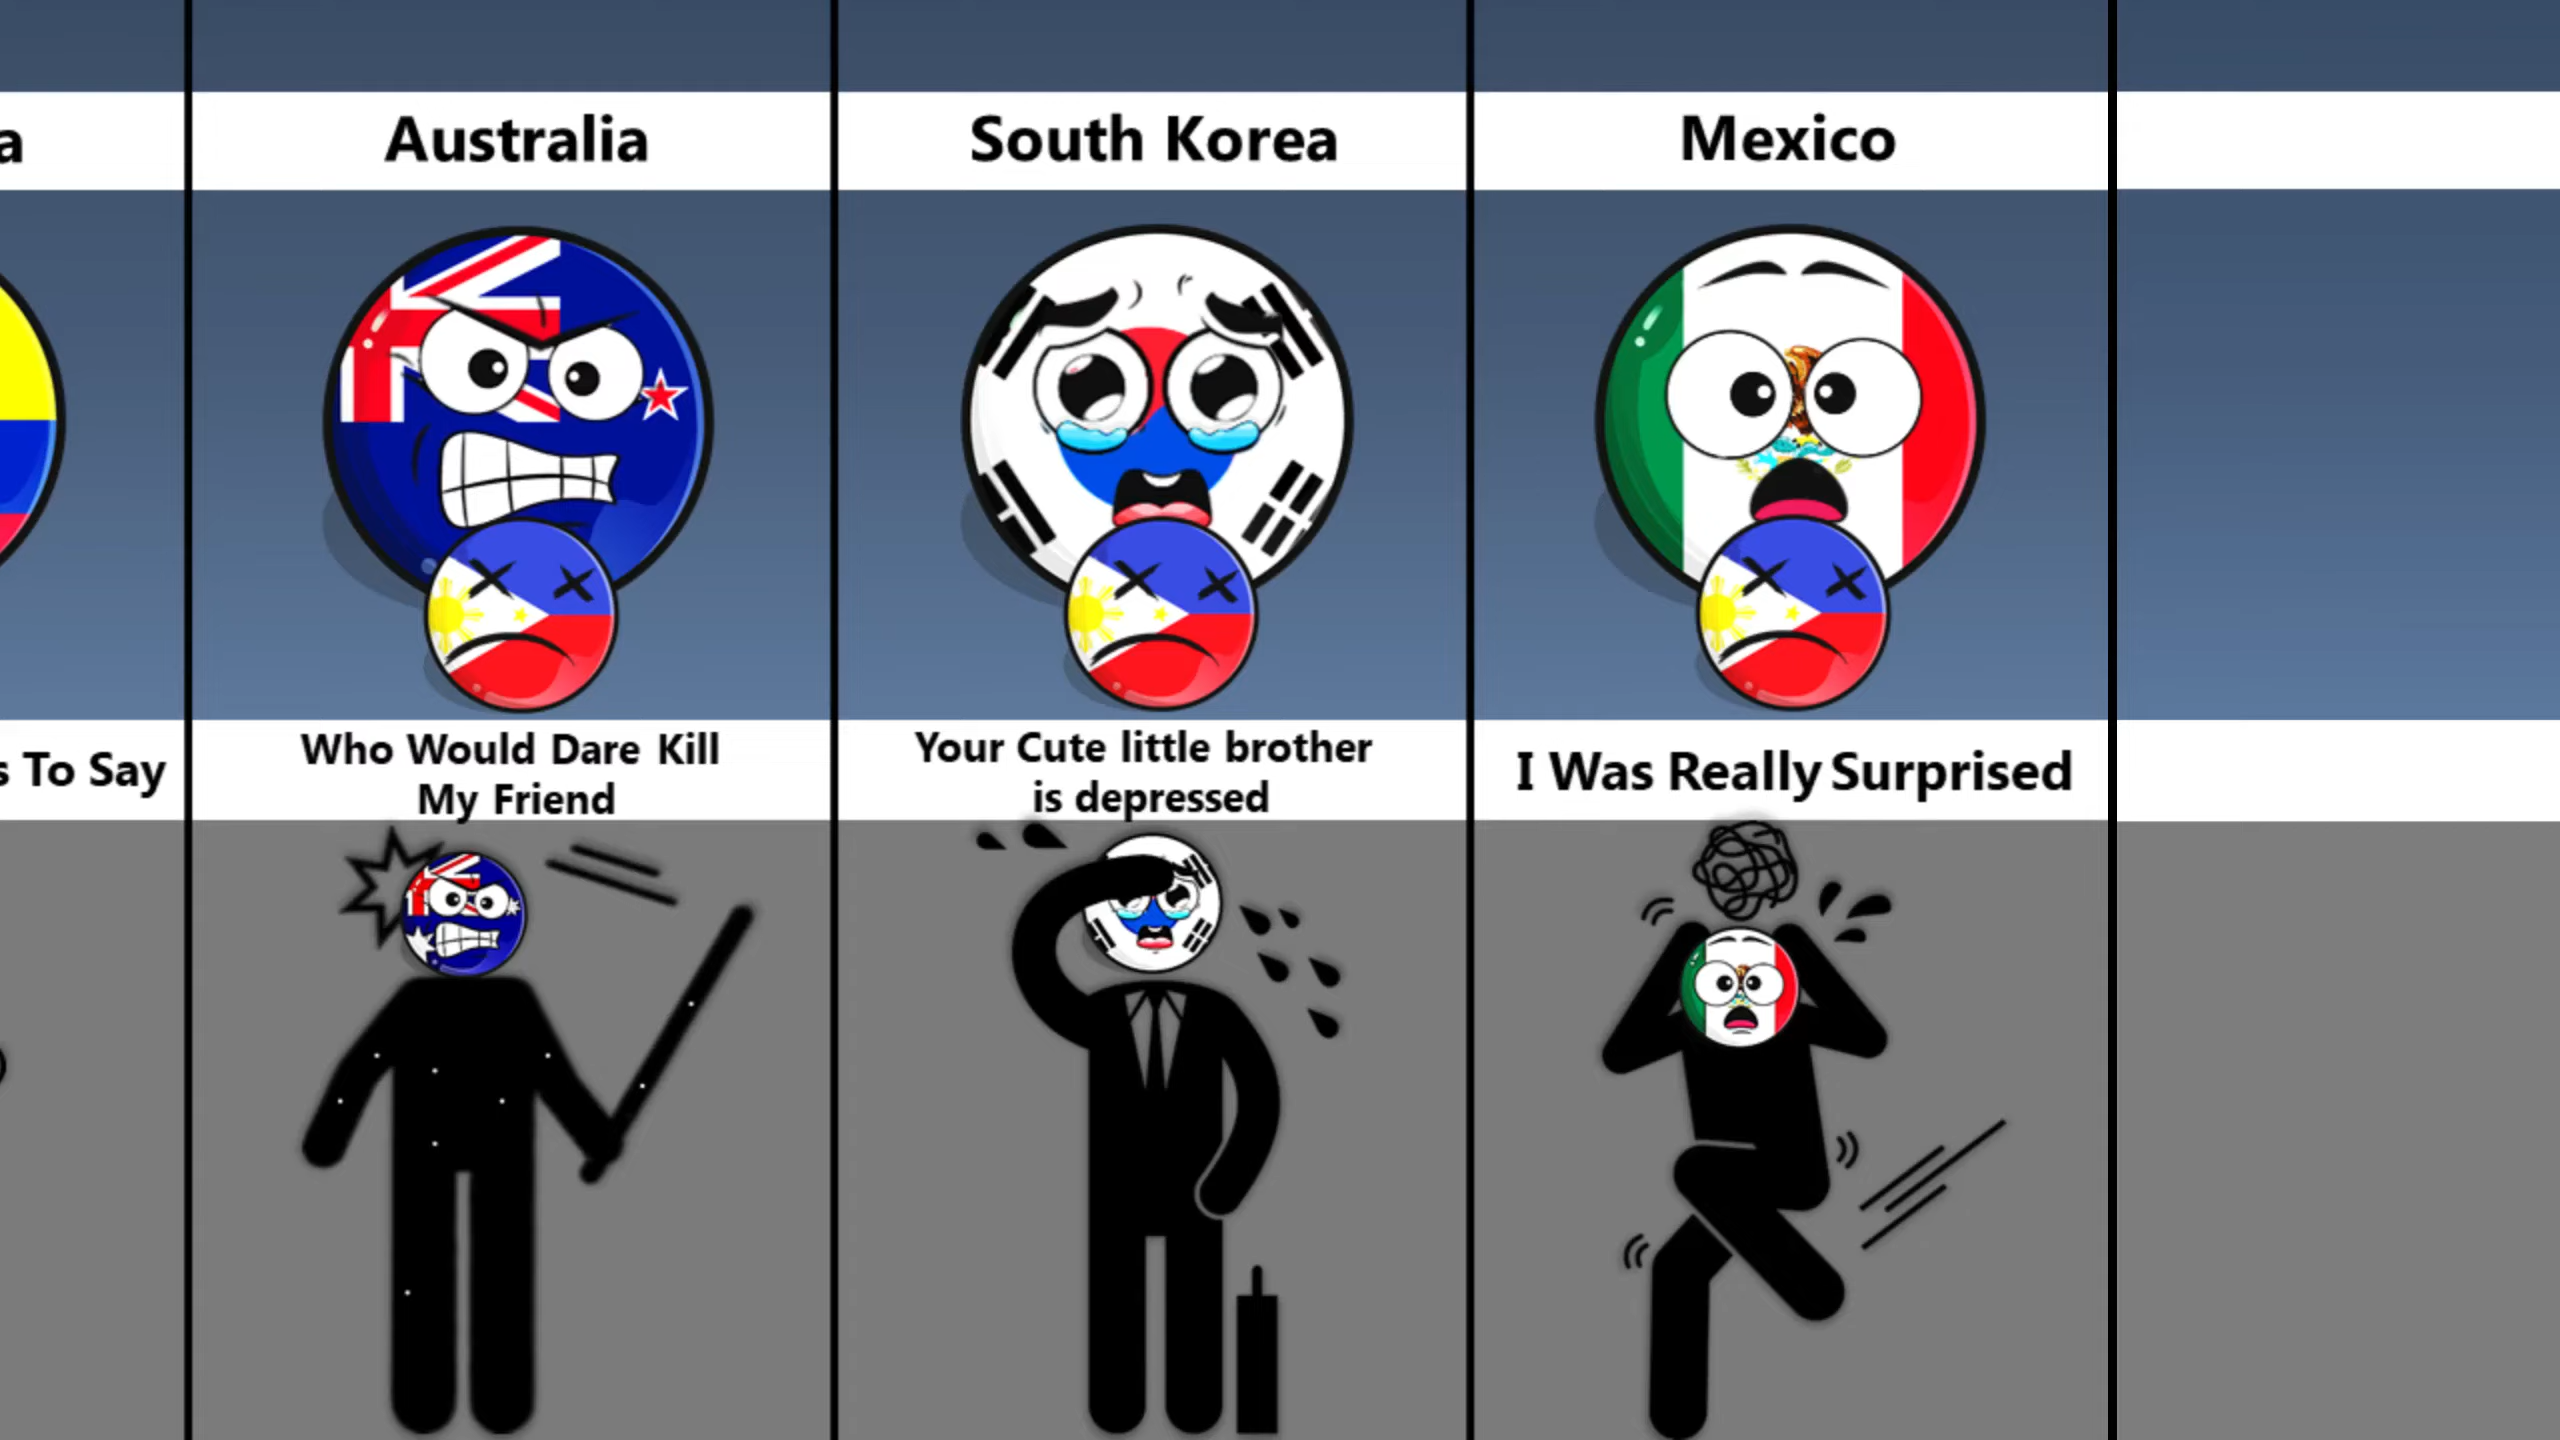 a
Australia
South Korea
Mexico
s To Say
Who Would Dare Kill
My Friend
Your Cute little brother
is depressed
I Was Really Surprised